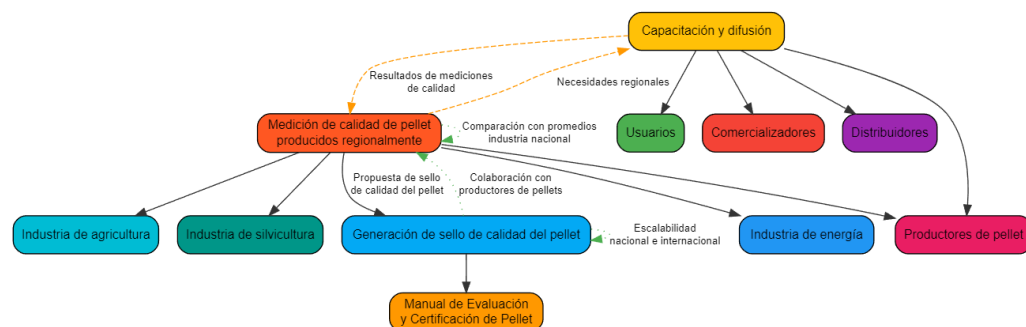 Capacitación y difusión
Resultados de mediciones
de calidad
Necesidades regionales
Medición de calidad de pellet
producidos regionalmente
Comparación con promedios
industria nacional
Usuarios
Comercializadores
Distribuidores
Propuesta de sello
de calidad del pellet
Colaboración con
productores de pellets
Industria de agricultura
Industria de silvicultura
Generación de sello de calidad del pellet
Escalabilidad
nacional e internacional
Industria de energía
Productores de pellet
Manual de Evaluación
y Certificación de Pellet